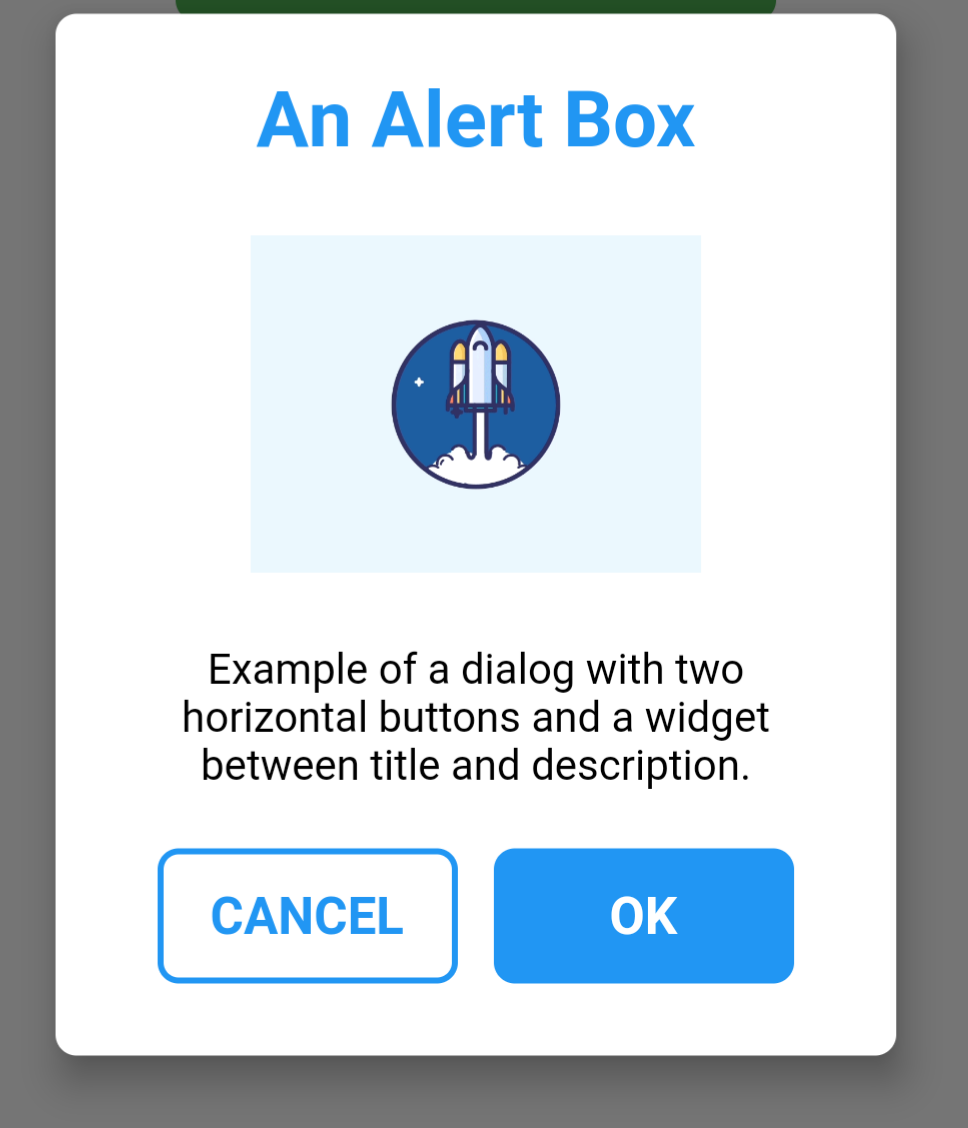 An Alert Box
Example of a dialog with two
horizontal buttons and a widget
between title and description.
CANCEL
OK